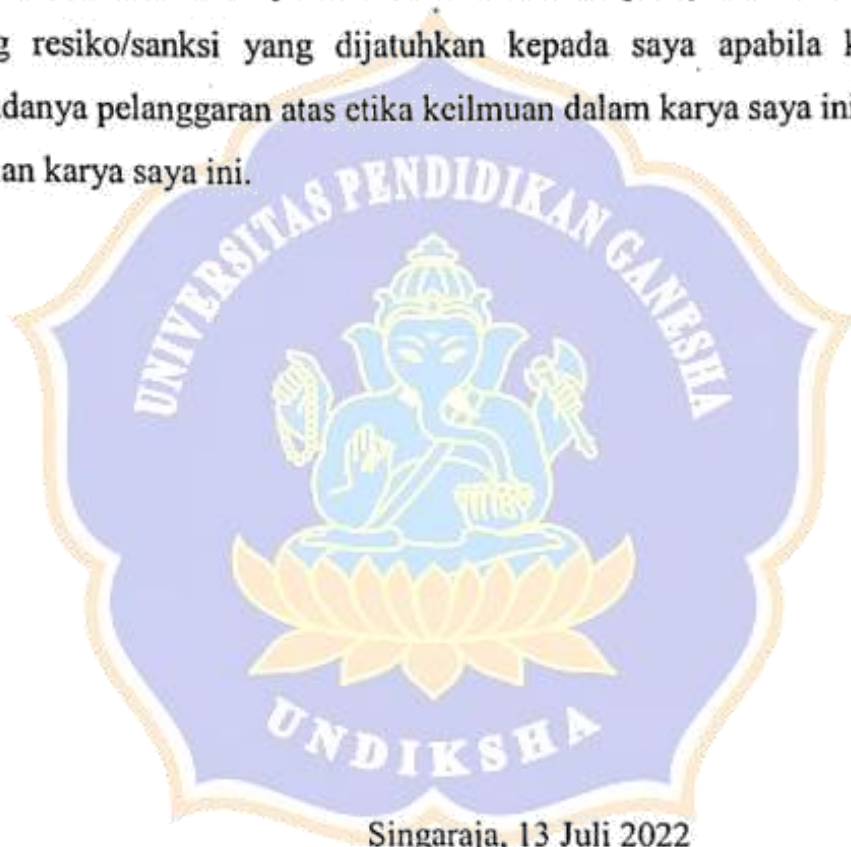 resiko/sanksi yang dijatuhkan kepada saya apabila
danya pelanggaran atas etika keilmuan dalam karya saya ini
an karya saya ini.
UNIVERSITAS PENDIDIKAN GANESHA
UNDIKSHA
Singaraja, 13 Juli 2022